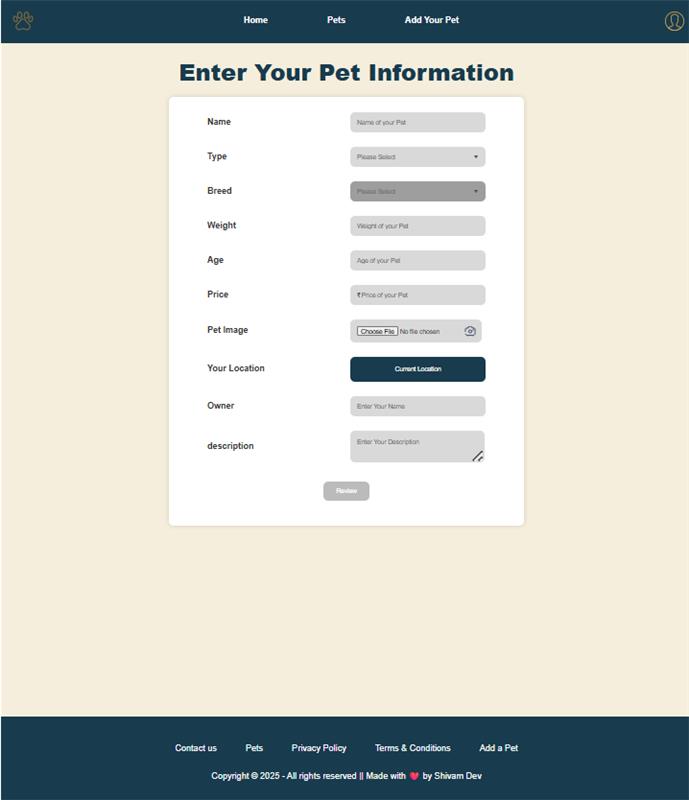 Home Pets Add Your Pet
Enter Your Pet Information
Name Name of your Pet
Type Please Select
Breed Please Select
Weight Weight of your Pet
Age Age of your Pet
Price ₹Price of your Pet
Pet Image Choose File No file chosen
Your Location Current Location
Owner Enter Your Name
description Enter Your Description
Review
Contact us Pets Privacy Policy Terms & Conditions Add a Pet
Copyright © 2025 - All rights reserved || Made with ❤️ by Shivam Dev